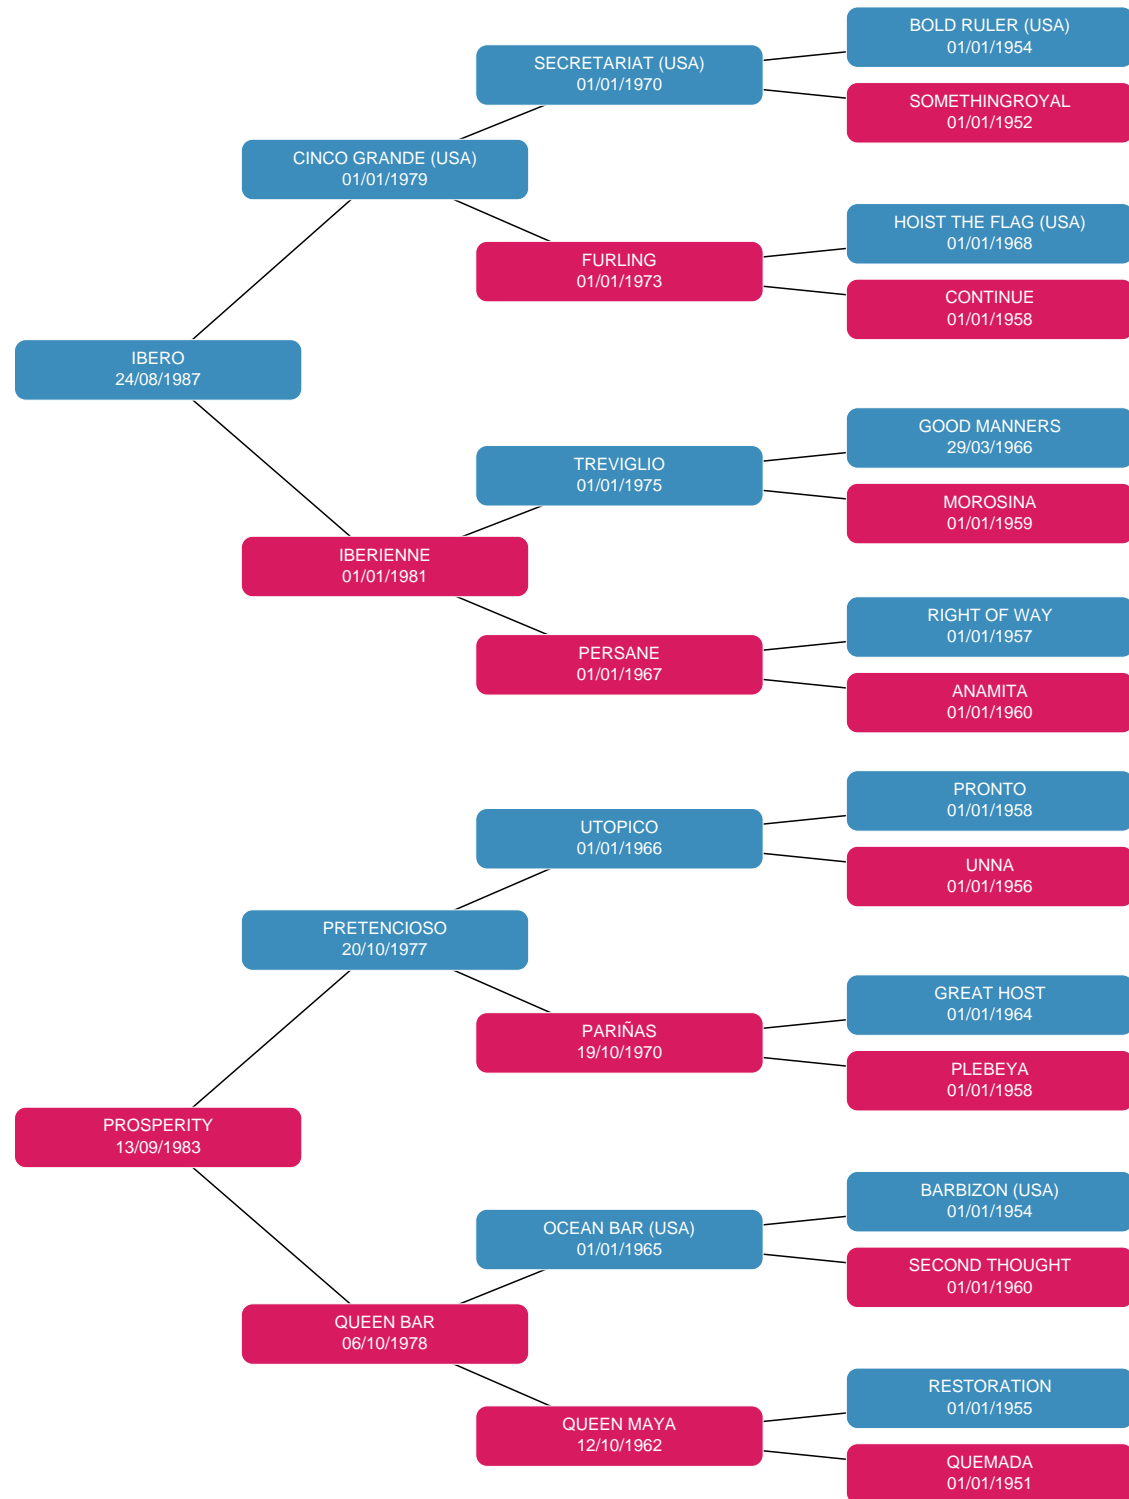 BOLD RULER (USA)
01/01/1954
SECRETARIAT (USA)
01/01/1970
SOMETHINGROYAL
01/01/1952
CINCO GRANDE (USA)
01/01/1979
HOIST THE FLAG (USA)
01/01/1968
FURLING
01/01/1973
CONTINUE
01/01/1958
IBERO
24/08/1987
GOOD MANNERS
29/03/1966
TREVIGLIO
01/01/1975
MOROSINA
01/01/1959
IBERIENNE
01/01/1981
RIGHT OF WAY
01/01/1957
PERSANE
01/01/1967
ANAMITA
01/01/1960
PRONTO
01/01/1958
UTOPICO
01/01/1966
UNNA
01/01/1956
PRETENCIOSO
20/10/1977
GREAT HOST
01/01/1964
PARIÑAS
19/10/1970
PLEBEYA
01/01/1958
PROSPERITY
13/09/1983
BARBIZON (USA)
01/01/1954
OCEAN BAR (USA)
01/01/1965
SECOND THOUGHT
01/01/1960
QUEEN BAR
06/10/1978
RESTORATION
01/01/1955
QUEEN MAYA
12/10/1962
QUEMADA
01/01/1951